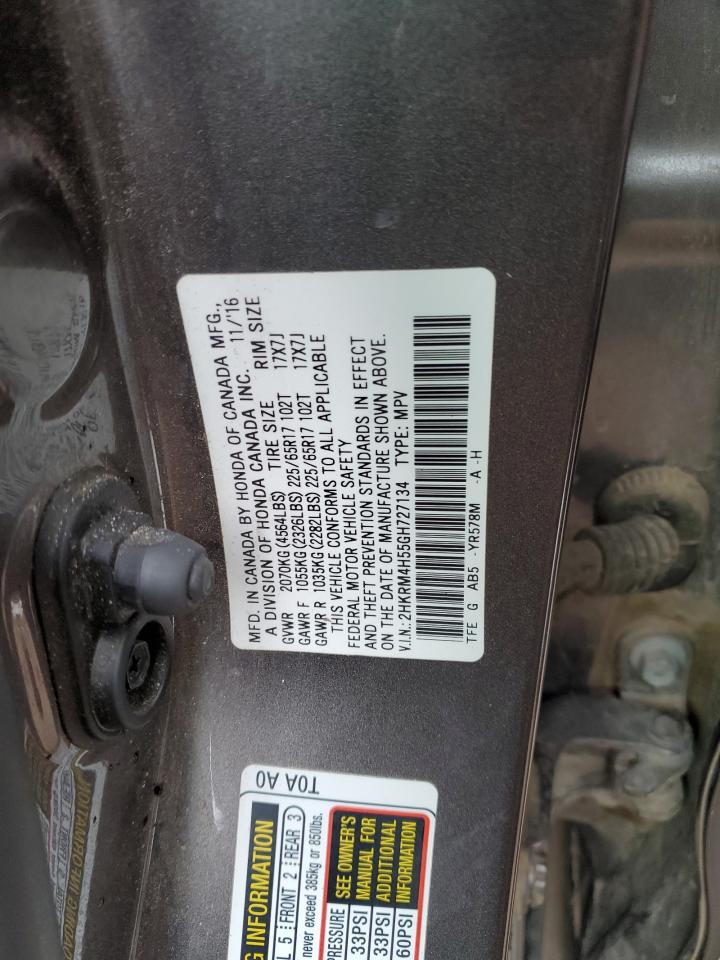 MFD. IN CANADA BY HONDA OF CANADA MFG.,
A DIVISION OF HONDA CANADA INC. 11/'16
GVWR 2070KG(4564LBS) TIRE SIZE RIM SIZE
GAWR F 1055KG(2326LBS) 225/65R17 102T 17X7J
GAWR R 1035KG(2282LBS) 225/65R17 102T 17X7J
THIS VEHICLE CONFORMS TO ALL APPLICABLE
FEDERAL MOTOR VEHICLE SAFETY
AND THEFT PREVENTION STANDARDS IN EFFECT
ON THE DATE OF MANUFACTURE SHOWN ABOVE.
V.I.N.: 2HKRM4H55GH727134 TYPE: MPV
TFE G AB5 -YR578M -A -H
T0A A0
G INFORMATION
L 5 FRONT 2 REAR 3
never exceed 385kg or 850lbs.
PRESSURE SEE OWNER'S
33PSI MANUAL FOR
33PSI ADDITIONAL
60PSI INFORMATION